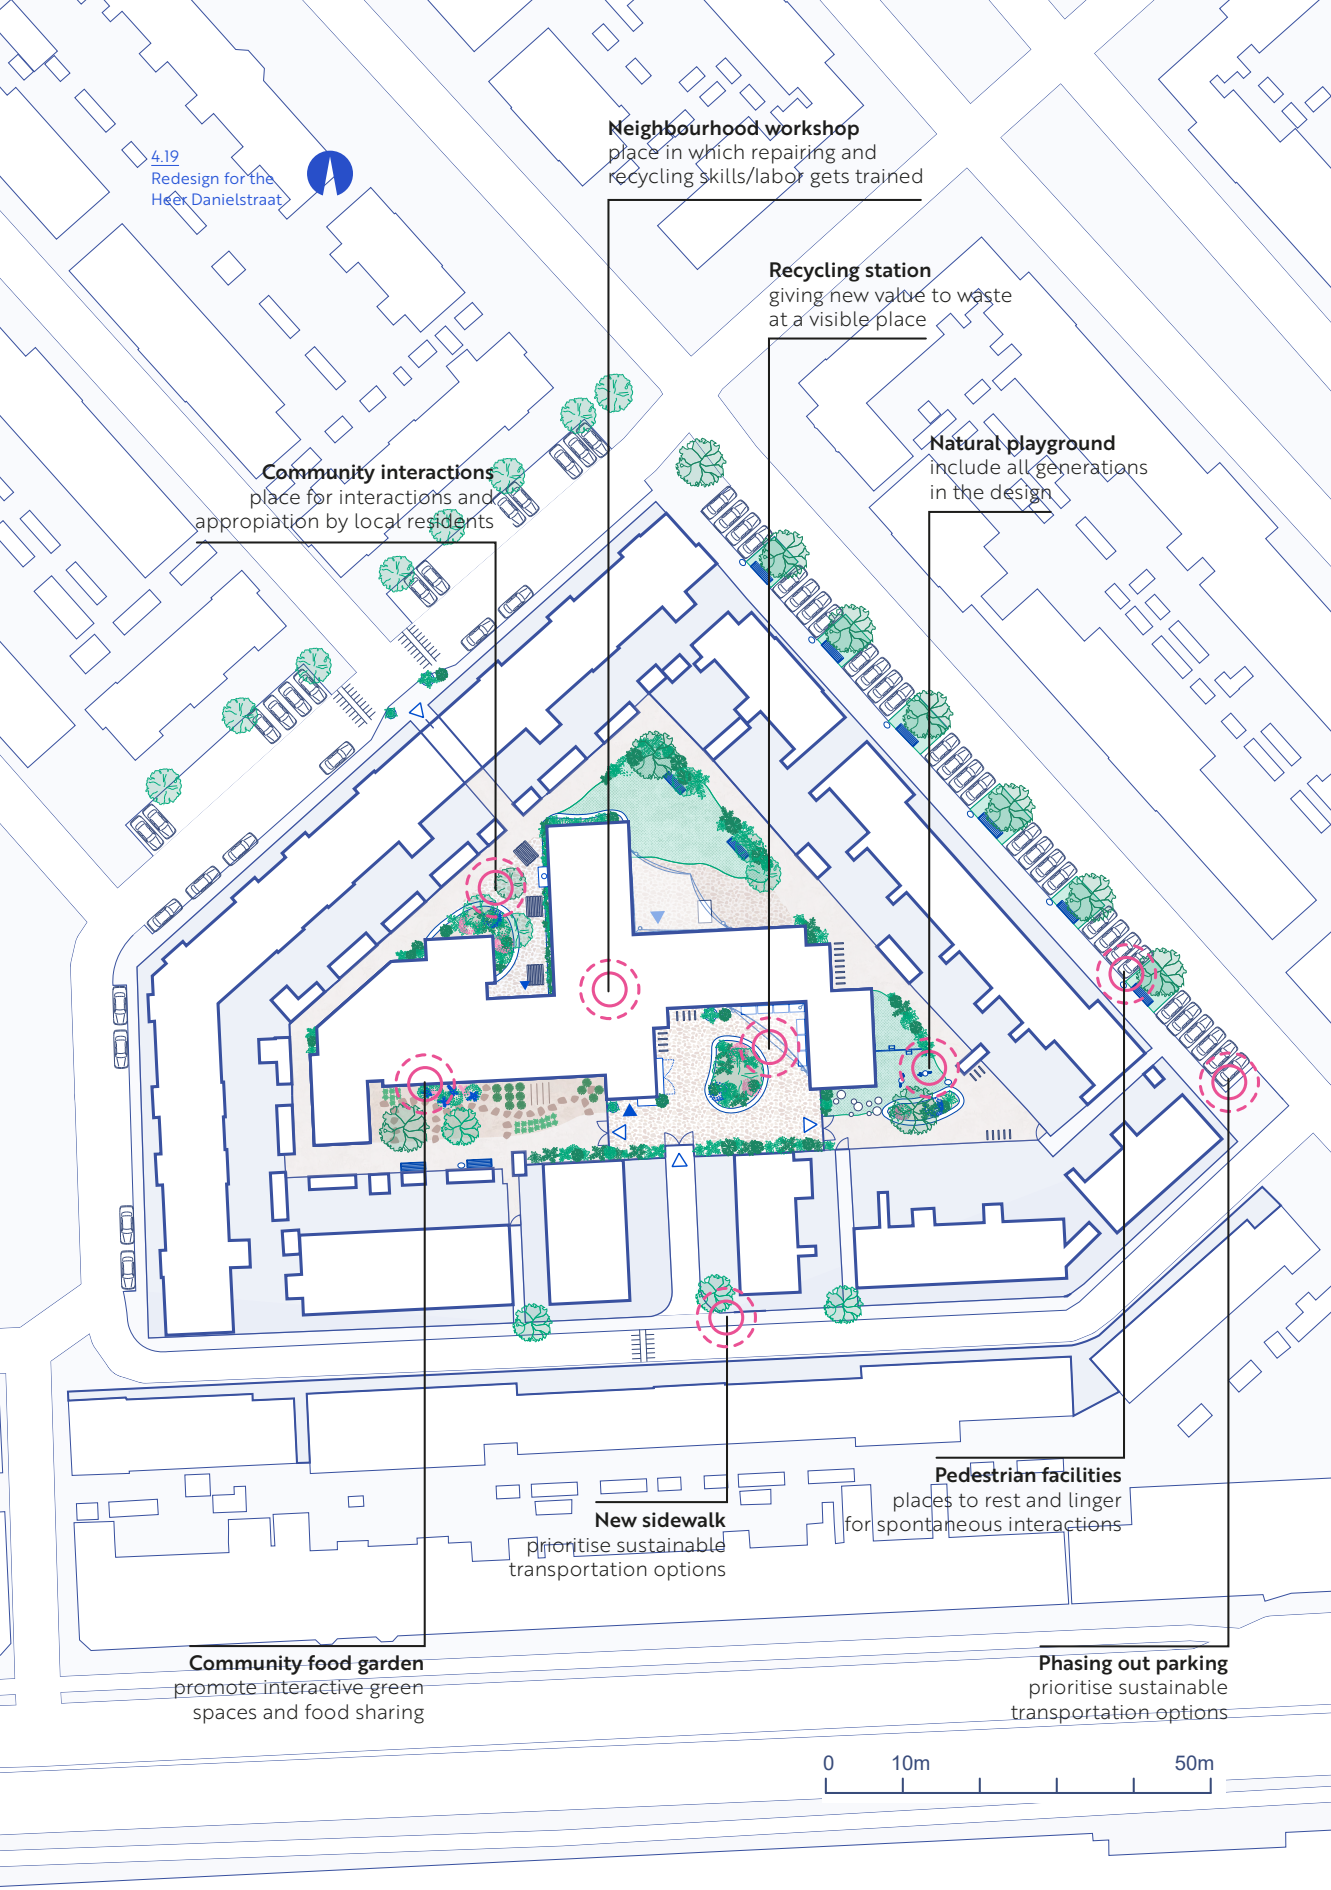 Neighbourhood workshop
place in which repairing and
recycling skills/labor gets trained
4.19
Redesign for the
Heer Danielstraat
Recycling station
giving new value to waste
at a visible place
Natural playground
include all generations
in the design
Community interactions
place for interactions and
appropiation by local residents
Pedestrian facilities
places to rest and linger
for spontaneous interactions
New sidewalk
prioritise sustainable
transportation options
Community food garden
promote interactive green
spaces and food sharing
Phasing out parking
prioritise sustainable
transportation options
0 10m 50m